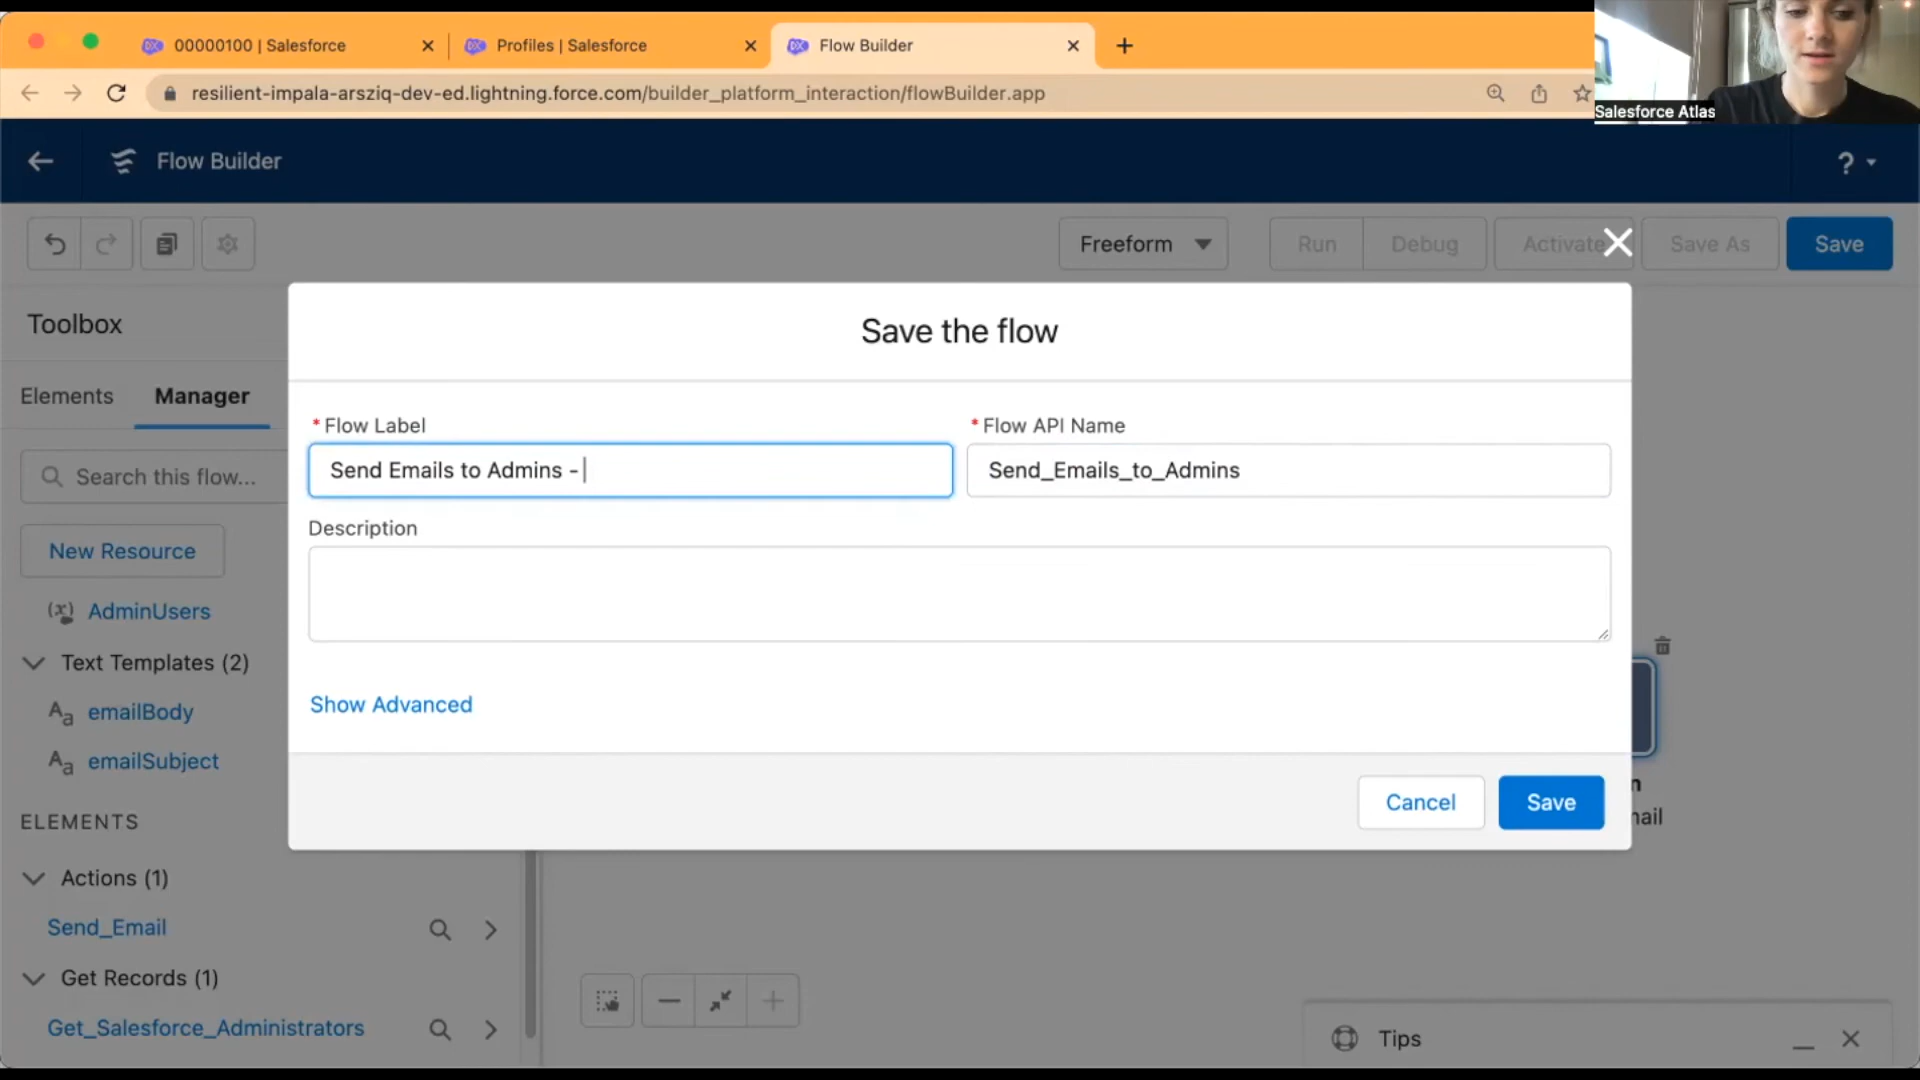 00000100 | Salesforce
Profiles | Salesforce
Flow Builder
resilient-impala-arsziq-dev-ed.lightning.force.com/builder_platform_interaction/flowBuilder.app
Salesforce Atlas
Flow Builder
?
Freeform
Run
Debug
Activate
Save As
Save
Toolbox
Elements
Manager
Search this flow...
New Resource
AdminUsers
Text Templates (2)
emailBody
emailSubject
ELEMENTS
Actions (1)
Send_Email
Get Records (1)
Get_Salesforce_Administrators
Save the flow
* Flow Label
Send Emails to Admins -
* Flow API Name
Send_Emails_to_Admins
Description
Show Advanced
Cancel
Save
Tips